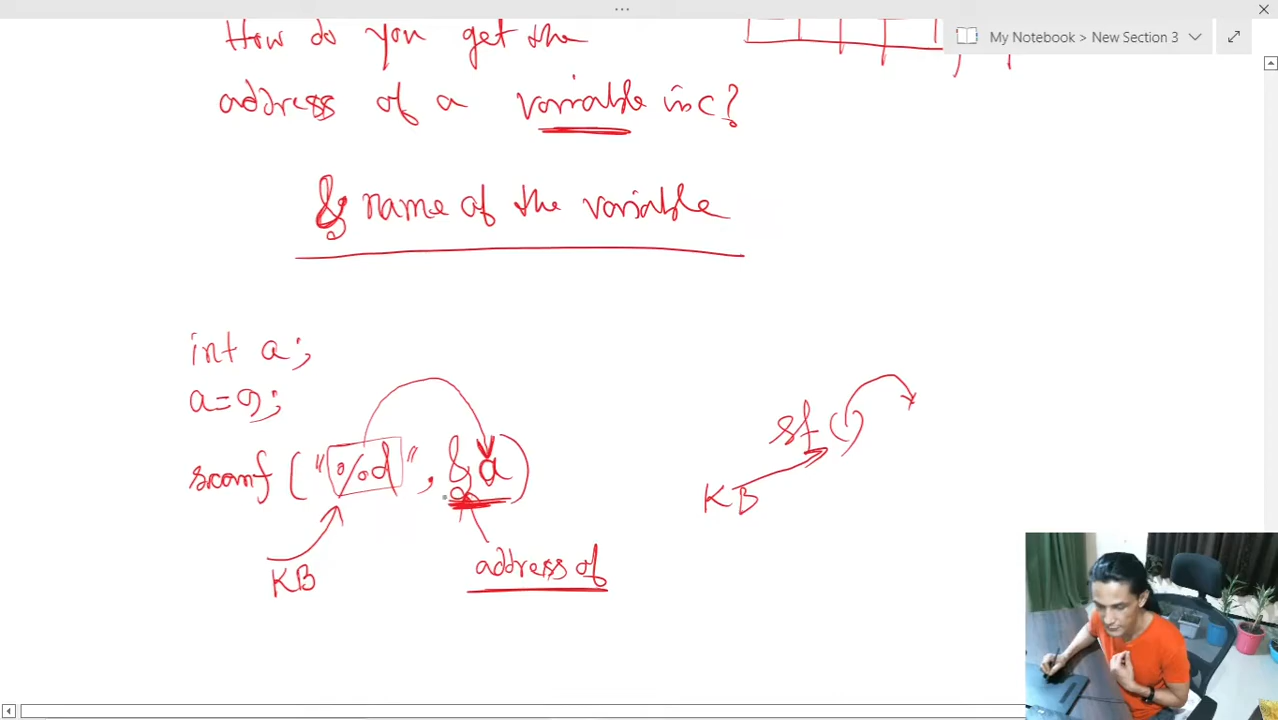 ...
My Notebook > New Section 3
How do you get the
address of a variable in c?
& name of the variable
int a;
a=9;
scanf ("%d", &a)
sf ()
KB
KB
address of